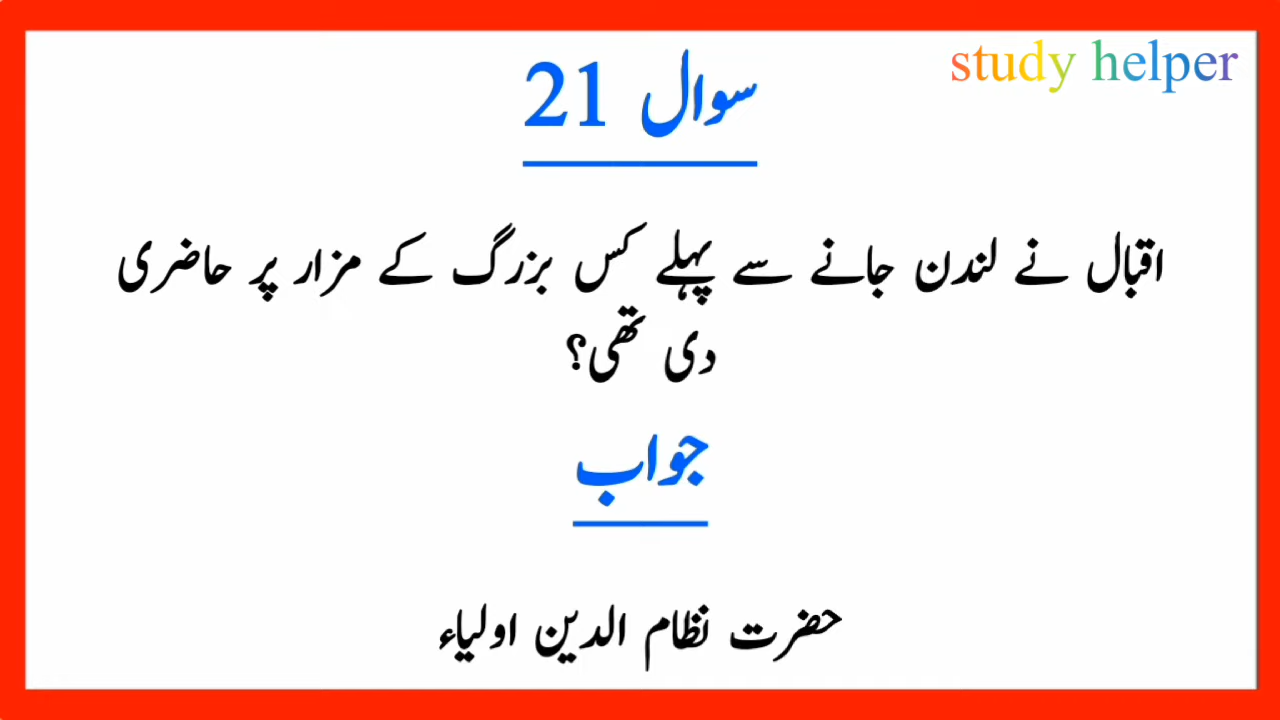 study helper
سوال 21
اقبال نے لندن جانے سے پہلے کس بزرگ کے مزار پر حاضری
دی تھی؟
جواب
حضرت نظام الدین اولیاء